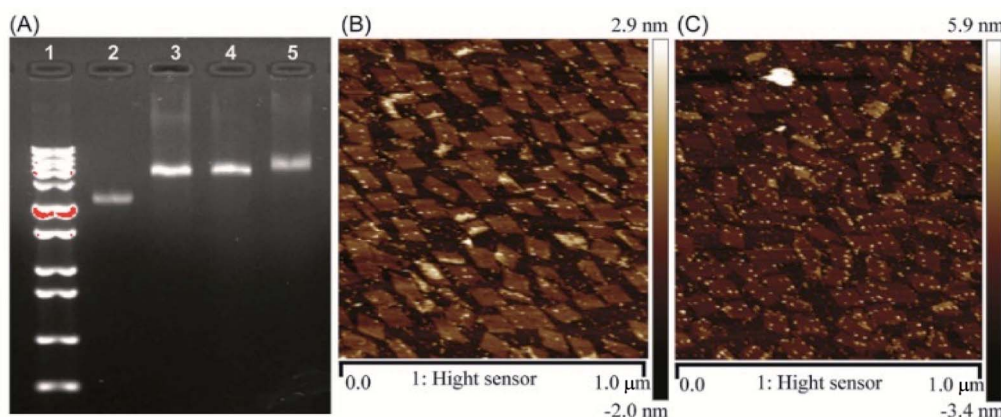 (A)
1 2 3 4 5
(B)
2.9 nm
0.0 1: Hight sensor 1.0 μm
-2.0 nm
(C)
5.9 nm
0.0 1: Hight sensor 1.0 μm
-3.4 nm